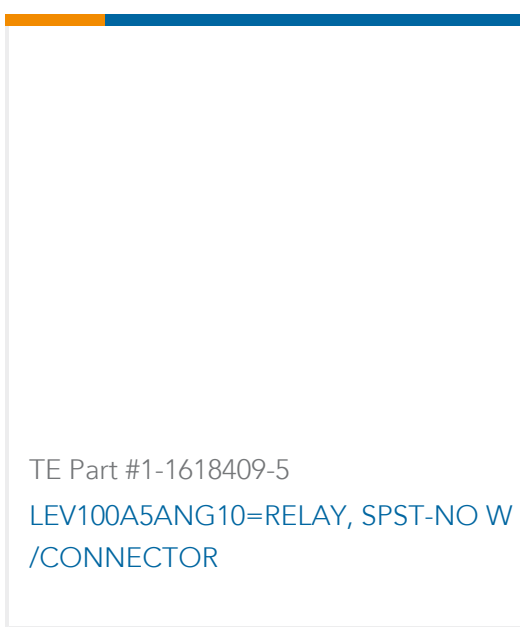 TE Part #1-1618409-5
LEV100A5ANG10=RELAY, SPST-NO W
/CONNECTOR